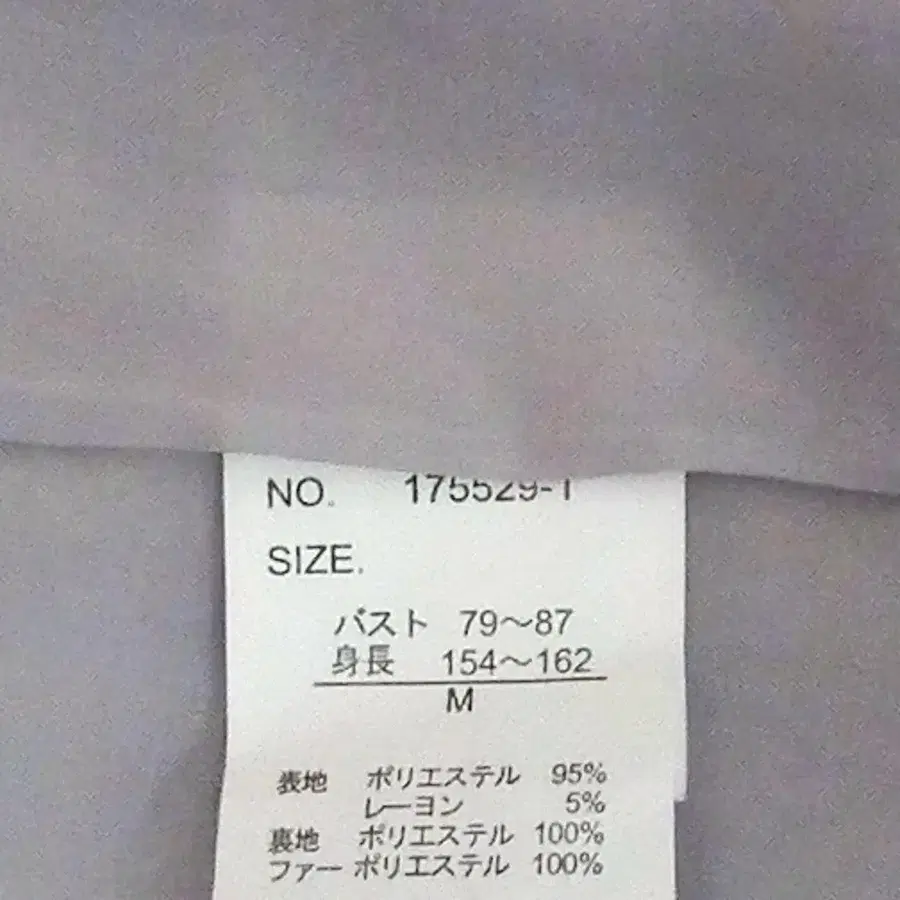 NO. 175529-1
SIZE.
バスト 79〜87
身長 154〜162
M
表地 ポリエステル 95%
レーヨン 5%
裏地 ポリエステル 100%
ファー ポリエステル 100%